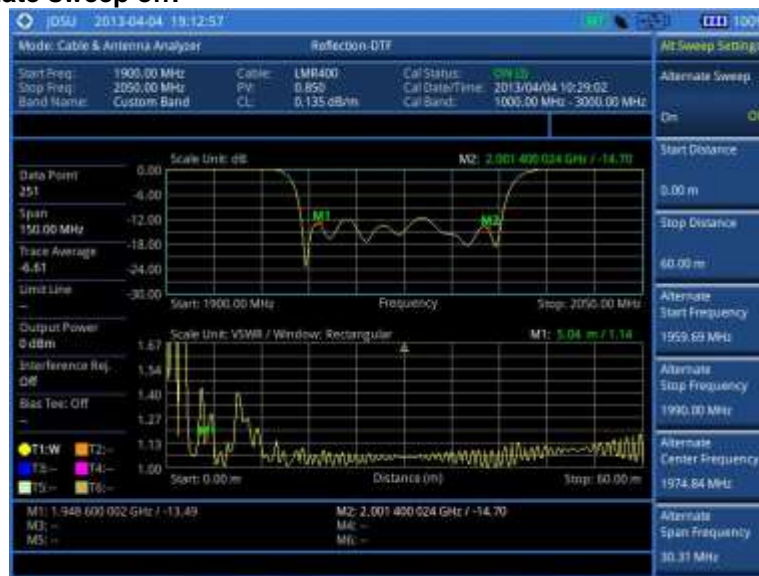 JDSU 2013-04-04 19:12:57 100%
Mode: Cable & Antenna Analyzer Reflection-DTF
Start Freq: 1900.00 MHz Cable: LMR400 Cal Status: ON
Stop Freq: 2050.00 MHz PV: 0.850 Cal Date/Time: 2013/04/04 10:29:02
Band Name: Custom Band CL: 0.135 dB/m Cal Band: 1000.00 MHz - 3000.00 MHz
Alt Sweep Settings
Alternate Sweep
On
Start Distance
0.00 m
Stop Distance
60.00 m
Alternate
Start Frequency
1959.69 MHz
Alternate
Stop Frequency
1990.00 MHz
Alternate
Center Frequency
1974.84 MHz
Alternate
Span Frequency
30.31 MHz
Data Point
251
Span
150.00 MHz
Trace Average
-6.61
Limit Line
--
Output Power
0 dBm
Interference Rej.
Off
Bias Tee: Off
--
T1:W T2:--
T3:-- T4:--
T5:-- T6:--
Scale Unit: dB M2: 2.001 400 024 GHz / -14.70
0.00
-6.00
-12.00
-18.00
-24.00
-30.00
M1 M2
Start: 1900.00 MHz Frequency Stop: 2050.00 MHz
Scale Unit: VSWR / Window: Rectangular M1: 5.04 m / 1.14
1.67
1.54
1.40
1.27
1.13
1.00
M1
Start: 0.00 m Distance (m) Stop: 60.00 m
M1: 1.948 600 002 GHz / -13.49 M2: 2.001 400 024 GHz / -14.70
M3: -- M4: --
M5: -- M6: --